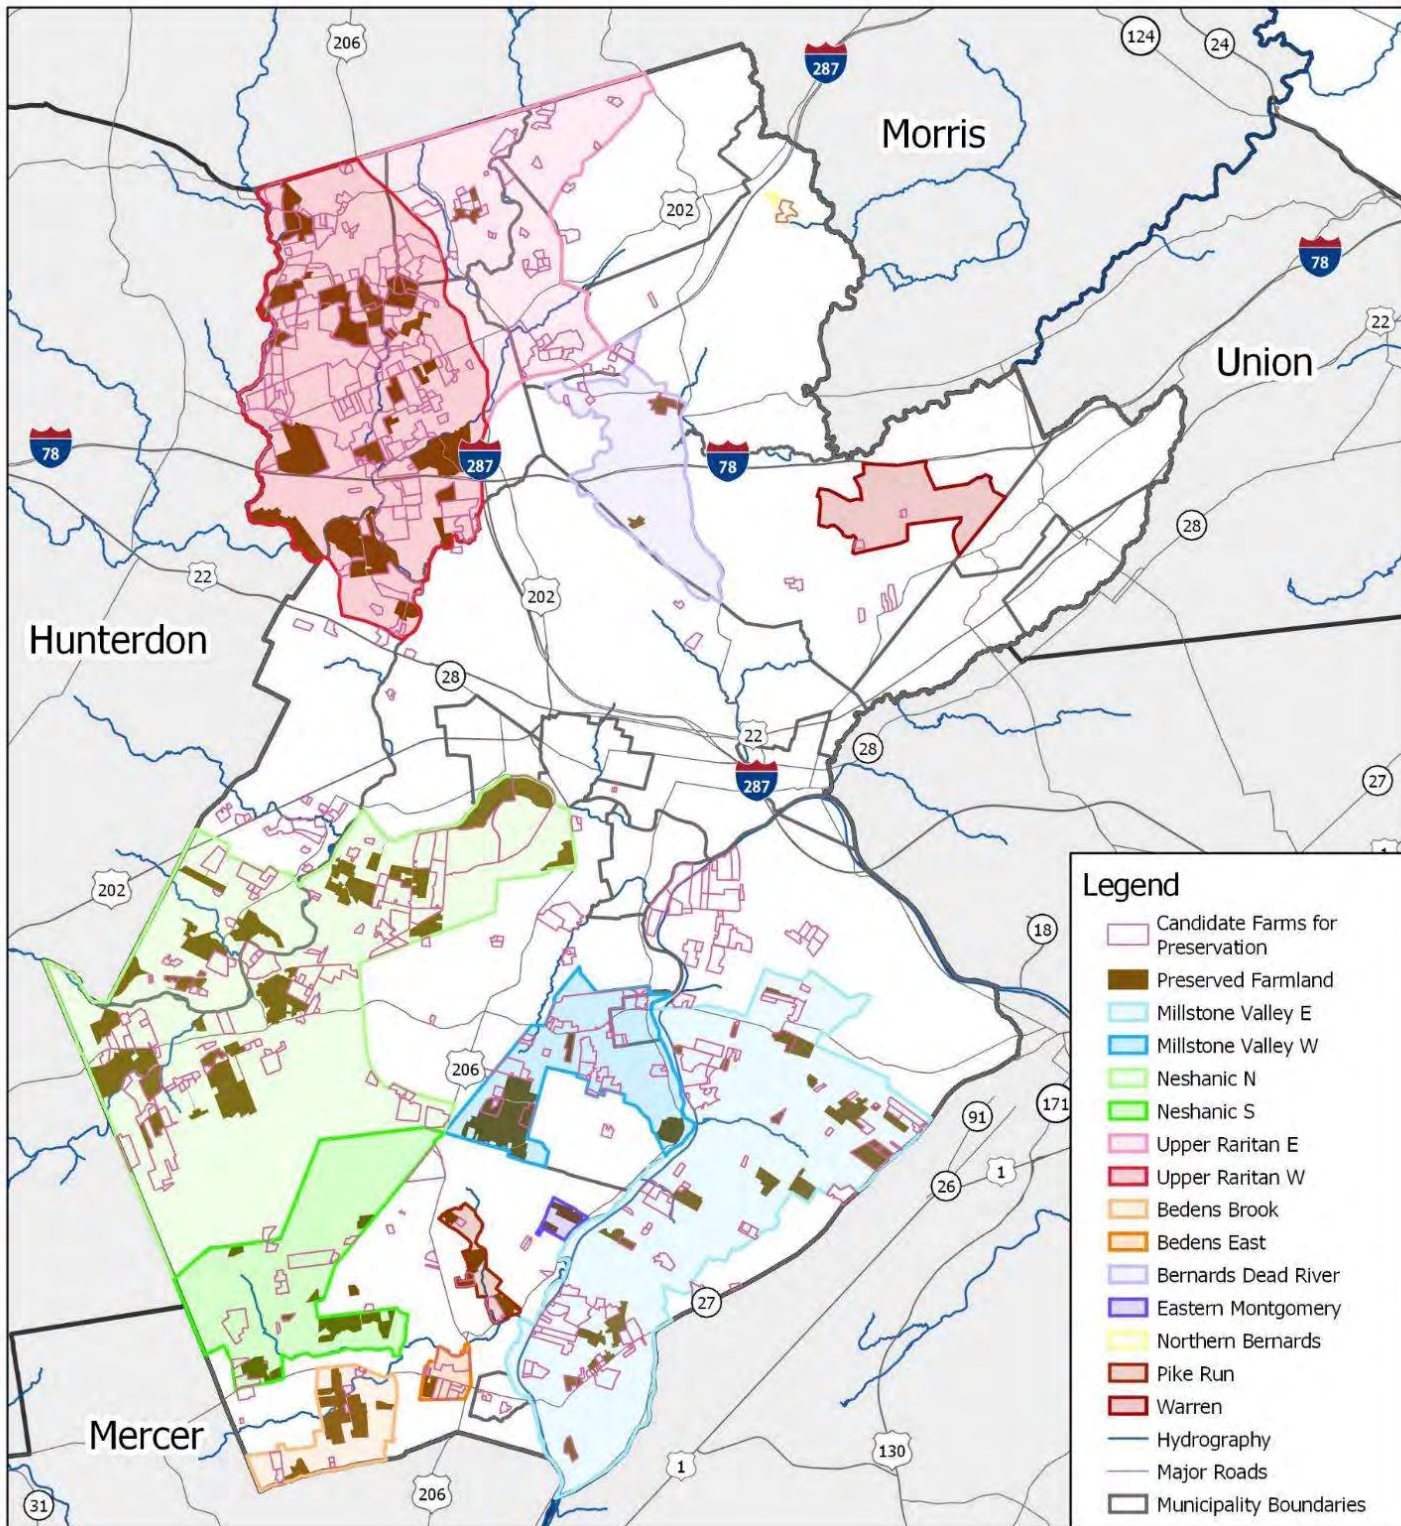 206
287
124
24
Morris
202
78
22
Union
78
287
78
28
22
202
Hunterdon
28
22
28
287
27
202
Legend
Candidate Farms for
Preservation
Preserved Farmland
Millstone Valley E
Millstone Valley W
Neshanic N
Neshanic S
Upper Raritan E
Upper Raritan W
Bedens Brook
Bedens East
Bernards Dead River
Eastern Montgomery
Northern Bernards
Pike Run
Warren
Hydrography
Major Roads
Municipality Boundaries
18
206
91
171
26
1
27
Mercer
1
130
206
31